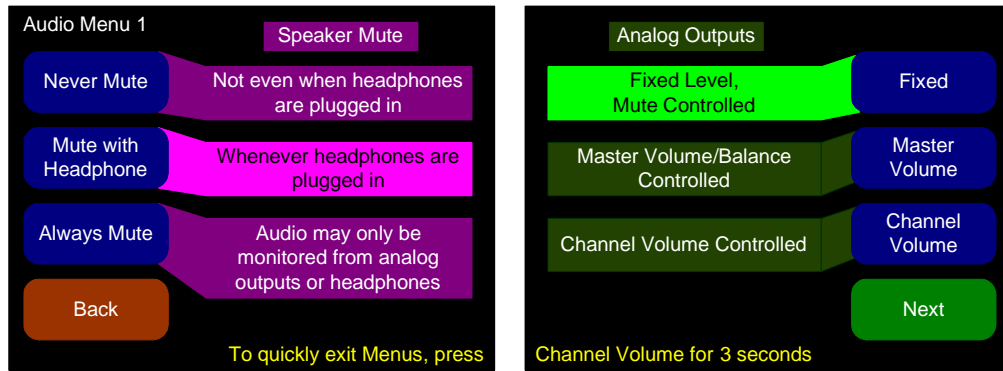 Audio Menu 1
Speaker Mute
Never Mute
Not even when headphones
are plugged in
Mute with
Headphone
Whenever headphones are
plugged in
Always Mute
Audio may only be
monitored from analog
outputs or headphones
Back
To quickly exit Menus, press
Analog Outputs
Fixed Level,
Mute Controlled
Fixed
Master Volume/Balance
Controlled
Master
Volume
Channel Volume Controlled
Channel
Volume
Next
Channel Volume for 3 seconds